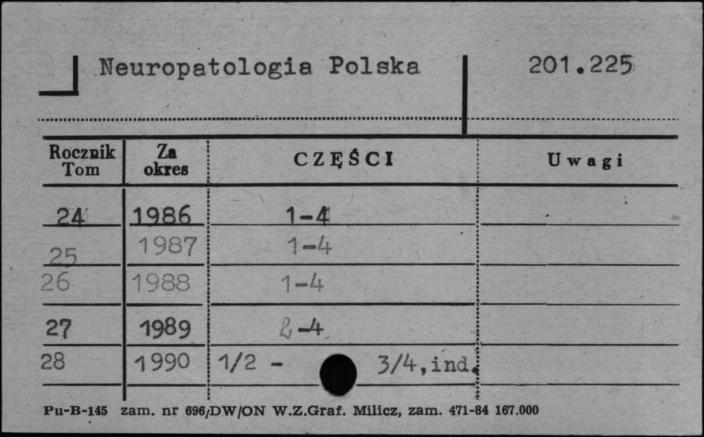 Neuropatologia Polska 201.225
Rocznik Tom Za okres CZĘŚCI Uwagi
24 1986 1-4
25 1987 1-4
26 1988 1-4
27 1989 2-4
28 1990 1/2 - 3/4, ind.
Pu-B-145 zam. nr 696/DW/ON W.Z.Graf. Milicz, zam. 471-84 167.000